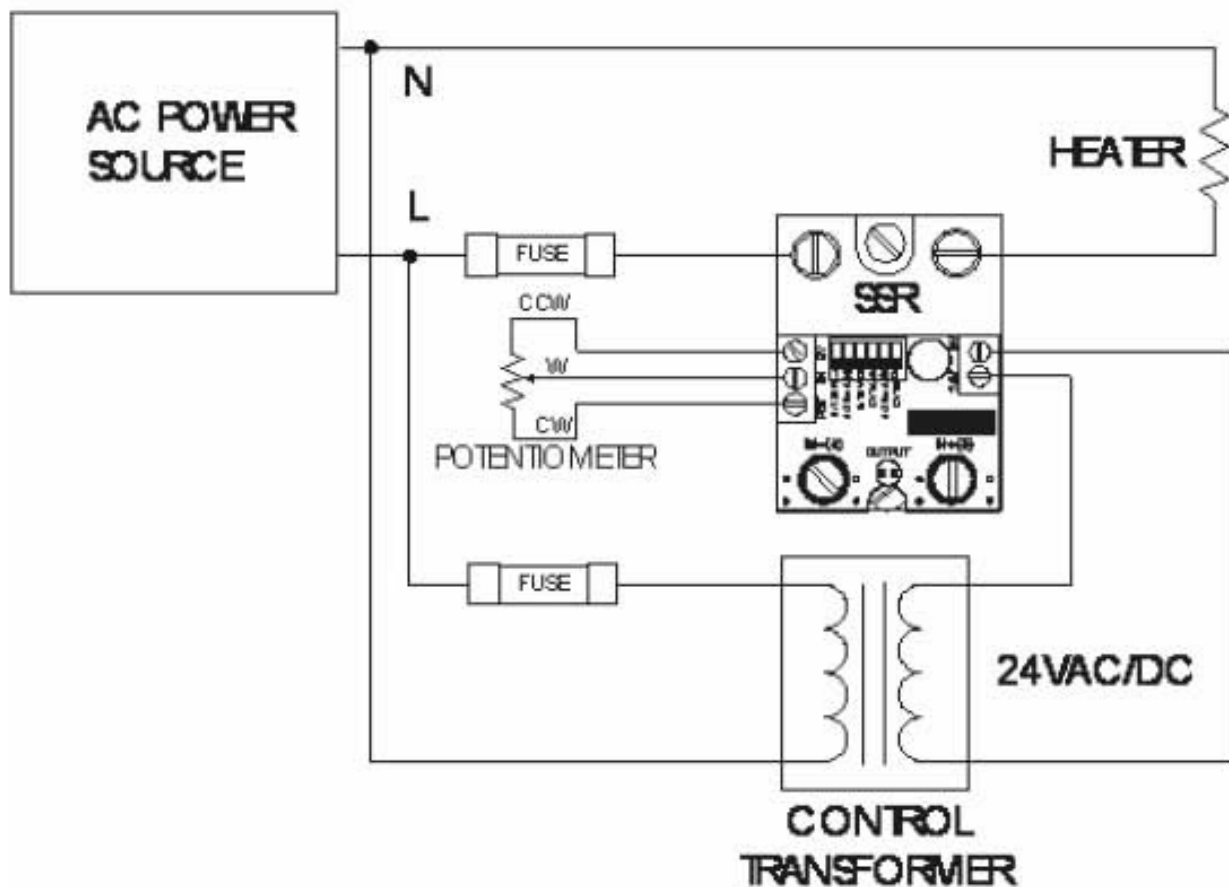 AC POWER
SOURCE
N
HEATER
L
FUSE
SSR
CCW
W
CW
POTENTIOMETER
OUTPUT
FUSE
24VAC/DC
CONTROL
TRANSFORMER